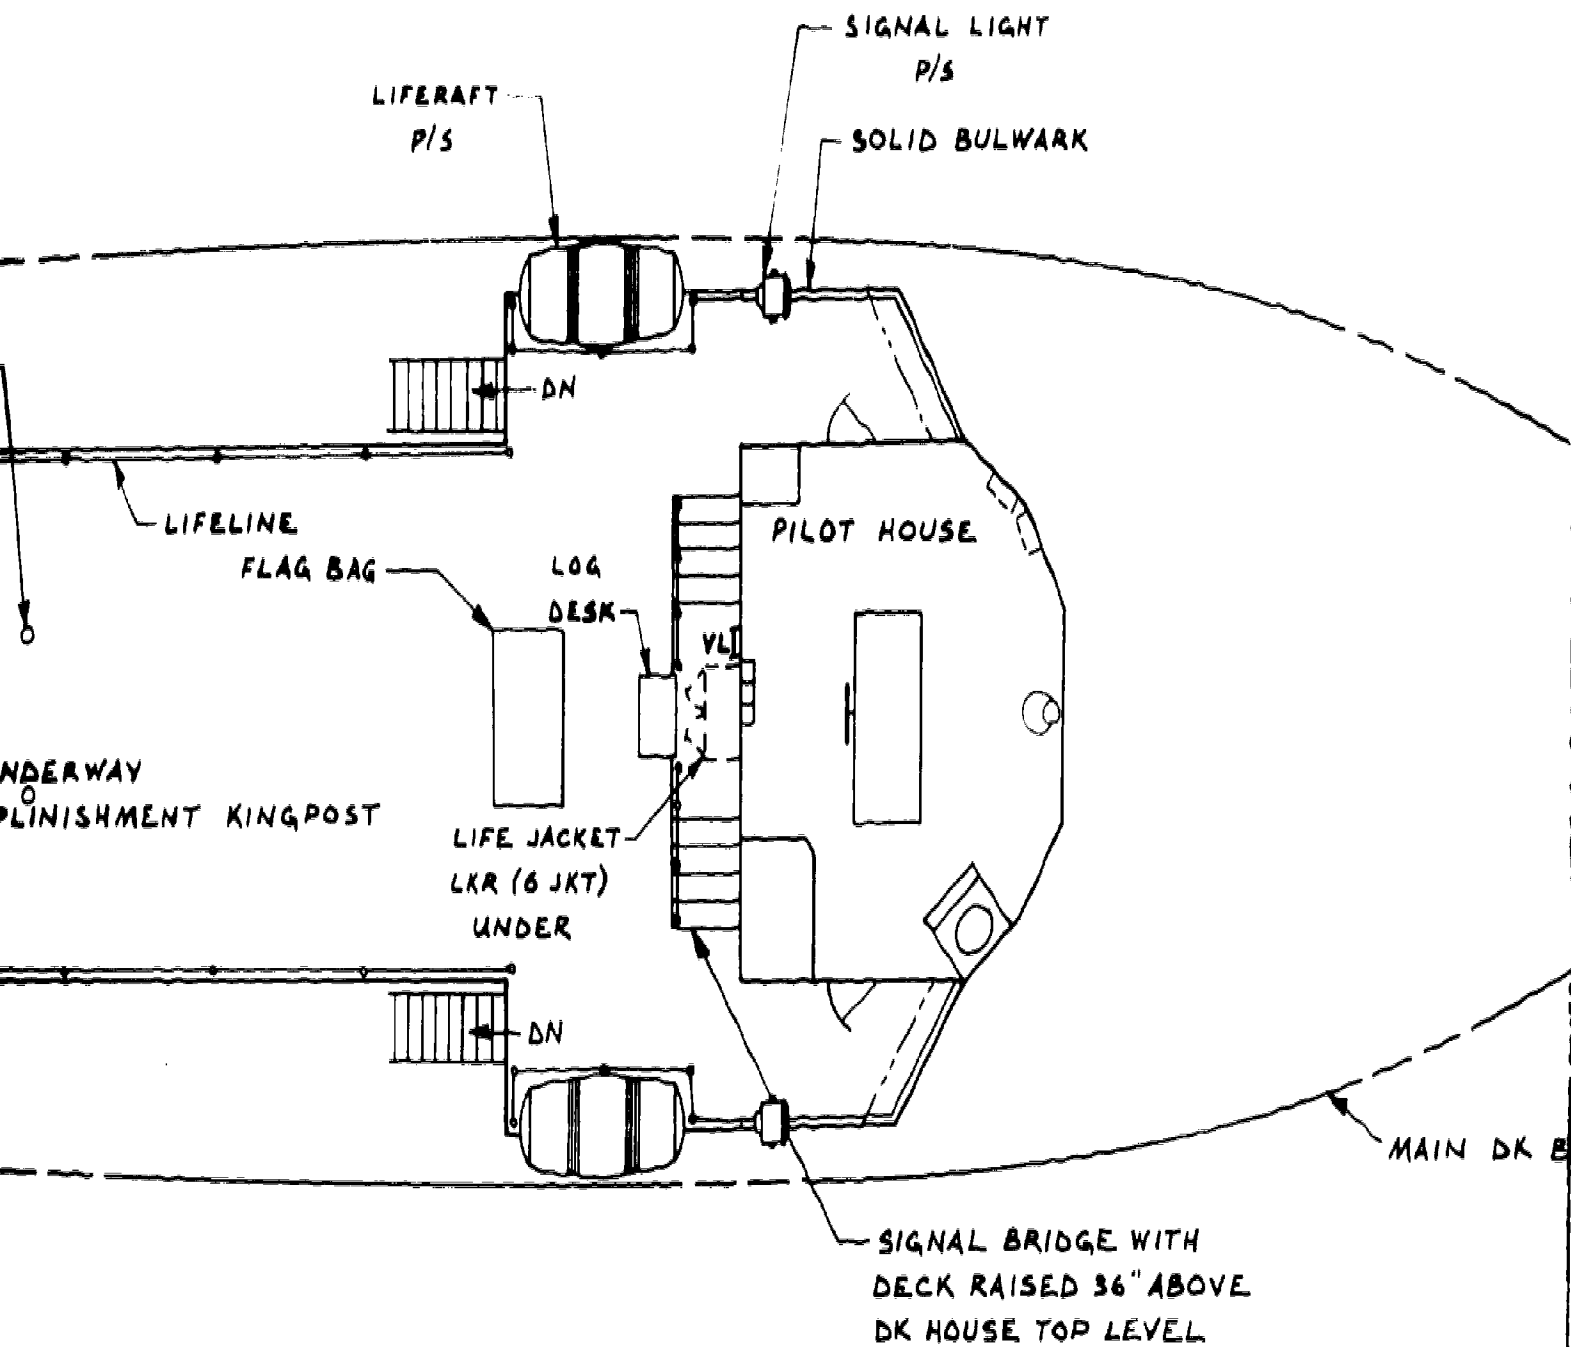 SIGNAL LIGHT
P/S
LIFERAFT
P/S
SOLID BULWARK
DN
LIFELINE
PILOT HOUSE
FLAG BAG
LOG
DESK
VL
NDERWAY
PLINISHMENT KINGPOST
LIFE JACKET
LKR (6 JKT)
UNDER
DN
MAIN DK B
SIGNAL BRIDGE WITH
DECK RAISED 36" ABOVE
DK HOUSE TOP LEVEL